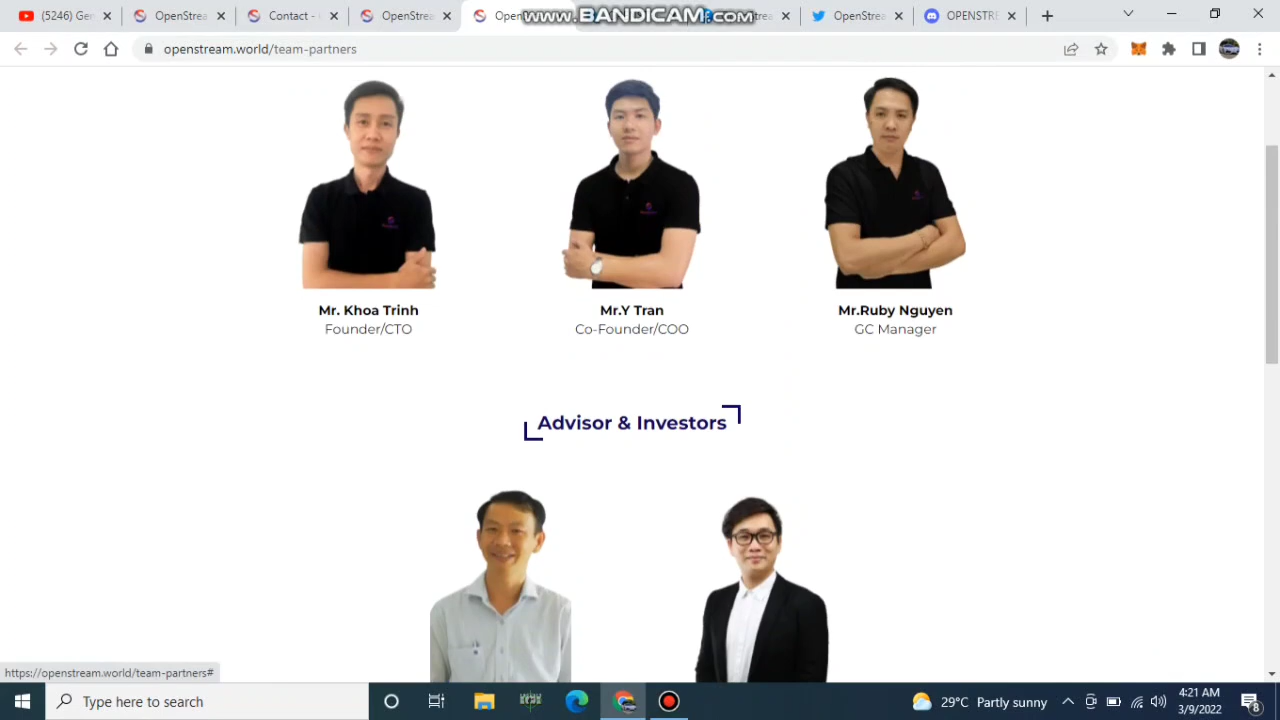 (5246) Ge
OpenStrea
Contact -
OpenStrea
Open
www.BANDICAM.com
OpenStrea
OPENSTRE
openstream.world/team-partners
Mr. Khoa Trinh
Mr.Y Tran
Mr.Ruby Nguyen
Founder/CTO
Co-Founder/COO
GC Manager
Advisor & Investors
https://openstream.world/team-partners#
Type here to search
29°C Partly sunny
4:21 AM
3/9/2022
8